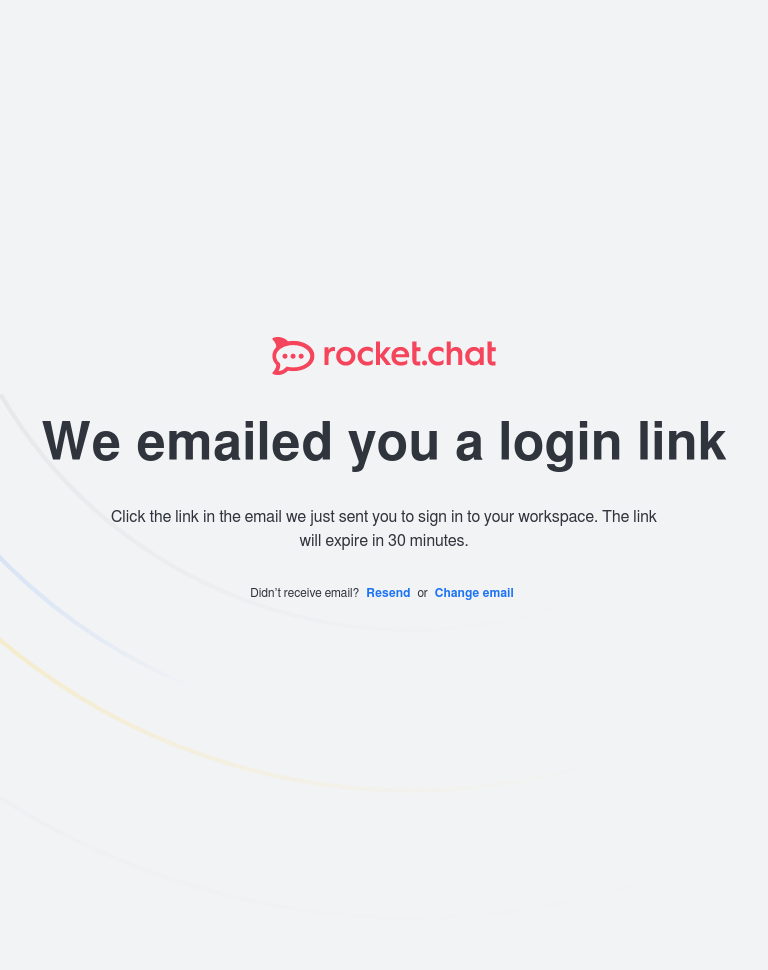 rocket.chat
We emailed you a login link
Click the link in the email we just sent you to sign in to your workspace. The link
will expire in 30 minutes.
Didn’t receive email? Resend or Change email